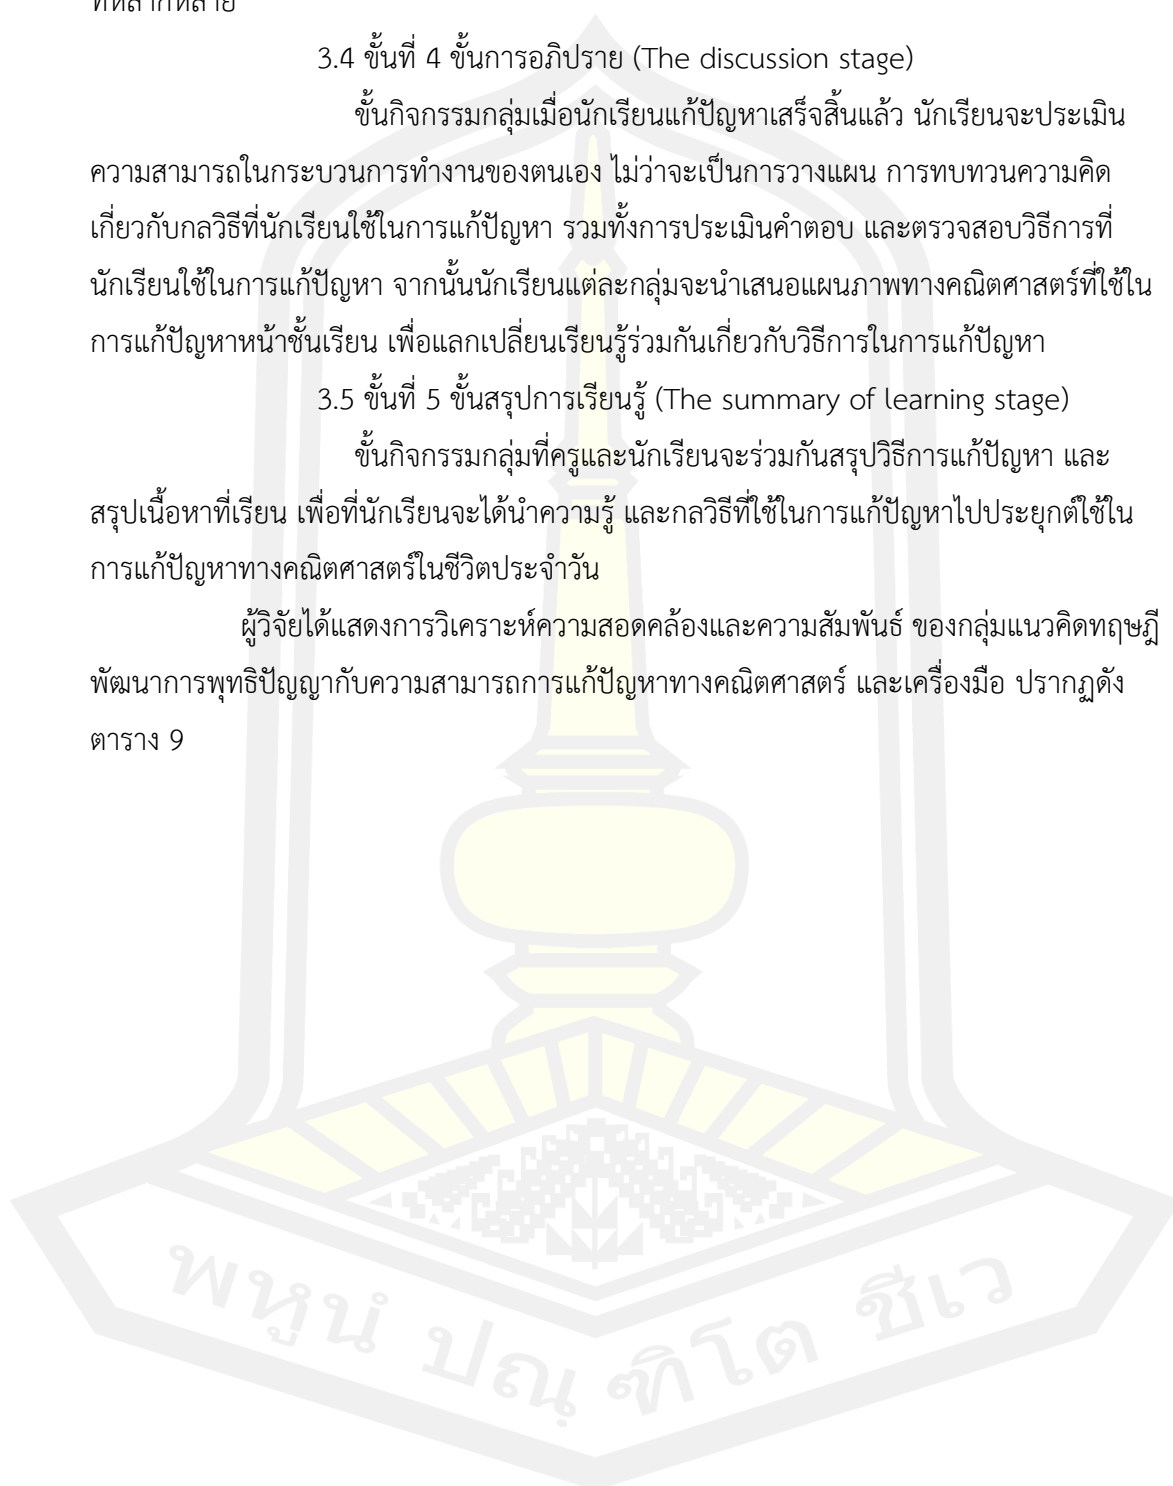 ที่หลากหลาย
3.4 ขั้นที่ 4 ขั้นการอภิปราย (The discussion stage)
ขั้นกิจกรรมกลุ่มเมื่อนักเรียนแก้ปัญหาเสร็จสิ้นแล้ว นักเรียนจะประเมิน
ความสามารถในกระบวนการทำงานของตนเอง ไม่ว่าจะเป็นการวางแผน การทบทวนความคิด
เกี่ยวกับกลวิธีที่นักเรียนใช้ในการแก้ปัญหา รวมทั้งการประเมินคำตอบ และตรวจสอบวิธีการที่
นักเรียนใช้ในการแก้ปัญหา จากนั้นนักเรียนแต่ละกลุ่มจะนำเสนอแผนภาพทางคณิตศาสตร์ที่ใช้ใน
การแก้ปัญหาหน้าชั้นเรียน เพื่อแลกเปลี่ยนเรียนรู้ร่วมกันเกี่ยวกับวิธีการในการแก้ปัญหา
3.5 ขั้นที่ 5 ขั้นสรุปการเรียนรู้ (The summary of learning stage)
ขั้นกิจกรรมกลุ่มที่ครูและนักเรียนจะร่วมกันสรุปวิธีการแก้ปัญหา และ
สรุปเนื้อหาที่เรียน เพื่อที่นักเรียนจะได้นำความรู้ และกลวิธีที่ใช้ในการแก้ปัญหาไปประยุกต์ใช้ใน
การแก้ปัญหาทางคณิตศาสตร์ในชีวิตประจำวัน
ผู้วิจัยได้แสดงการวิเคราะห์ความสอดคล้องและความสัมพันธ์ ของกลุ่มแนวคิดทฤษฎี
พัฒนาการพุทธิปัญญากับความสามารถการแก้ปัญหาทางคณิตศาสตร์ และเครื่องมือ ปรากฏดัง
ตาราง 9
พหูนํ ปณฺฑิโต ชีเว